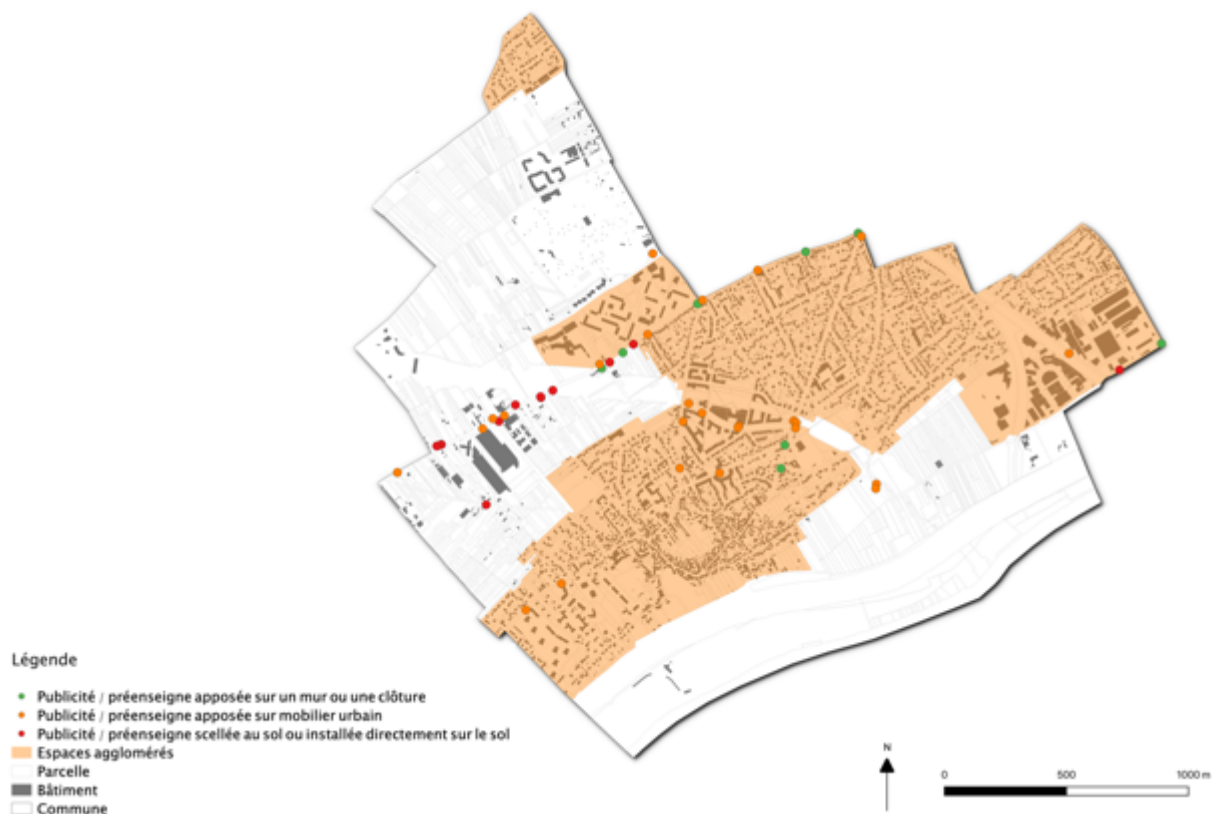 Légende
Publicité / préenseigne apposée sur un mur ou une clôture
Publicité / préenseigne apposée sur mobilier urbain
Publicité / préenseigne scellée au sol ou installée directement sur le sol
Espaces agglomérés
Parcelle
Bâtiment
Commune
N
0 500 1000 m